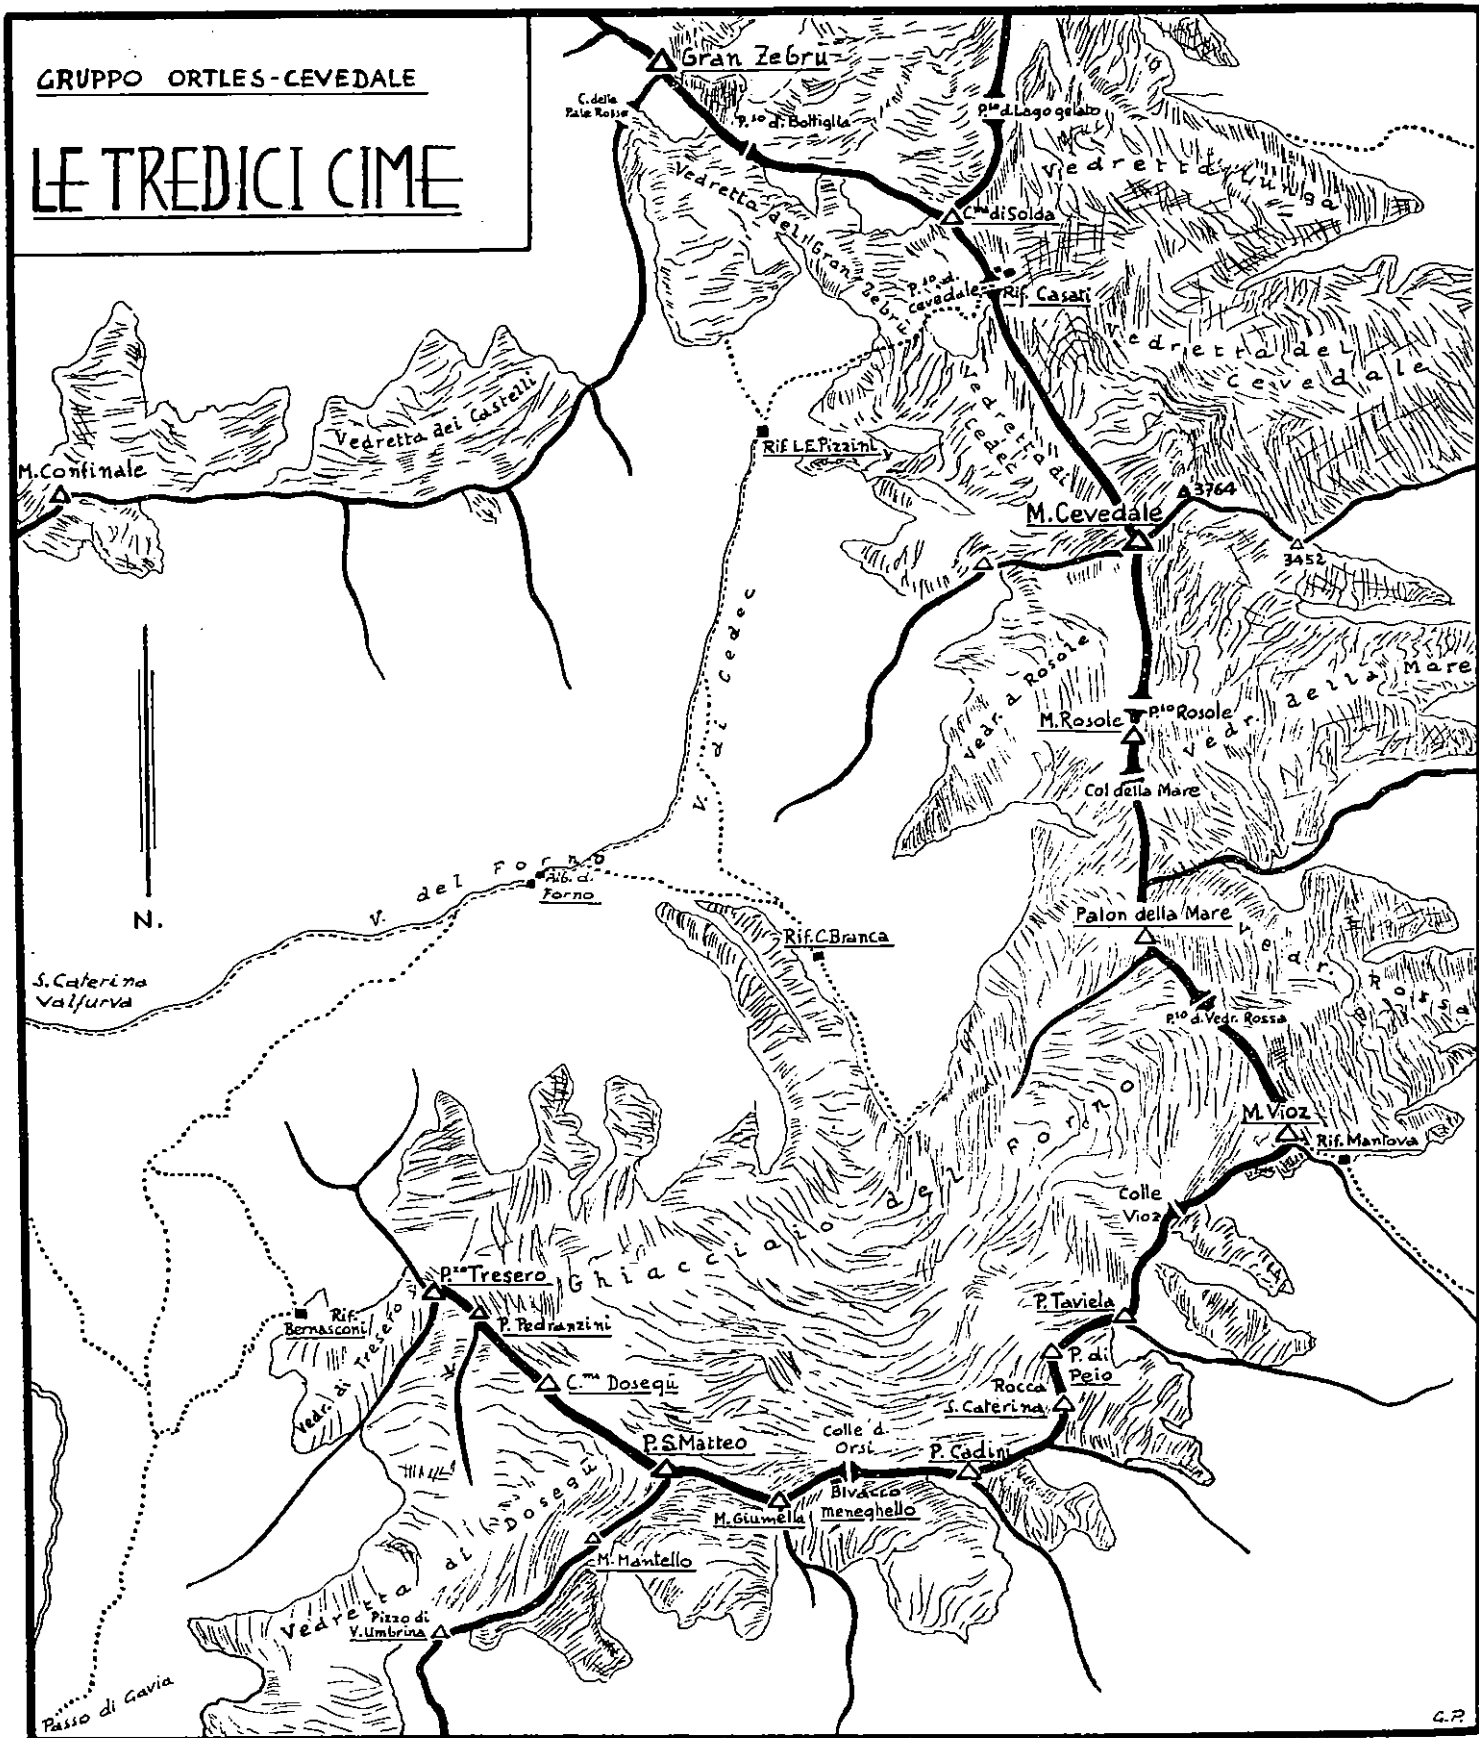 GRUPPO ORTLES-CEVEDALE
LE TREDICI CIME
Gran Zebrù
C. delle
Pale Rosse
P.so di Bottiglia
P.so d. Lago gelato
Vedretta Lunga
Vedretta del Gran Zebrù
C.ma di Solda
P.so d.
Cevedale
Rif. Casati
Vedretta del
Cevedale
Vedretta dei Castelli
M. Confinale
Rif. L.E. Pizzini
Vedretta di
Cedec
3764
M. Cevedale
3452
V. di Cedec
Vedr. d. Rosole
M. Rosole
P.so Rosole
Vedr. della Mare
Col della Mare
N.
V. del Forno
Alb. d.
Forno
S. Caterina
Valfurva
Rif. C. Branca
Palon della Mare
Vedr. Rossa
P.so d. Vedr. Rossa
M. Vioz
Rif. Mantova
Colle
Vioz
Ghiacciaio del Forno
P.zo Tresero
P. Pedranzini
Rif.
Bernasconi
Vedr. di Tresero
C.ma Dosegù
P. Taviela
P. di
Peio
Rocca
S. Caterina
P. S. Matteo
Colle d.
Orsi
P. Cadini
Bivacco
Meneghello
M. Giumella
M. Mantello
Vedretta di Dosegù
Pizzo di
V. Umbrina
Passo di Gavia
G.P.